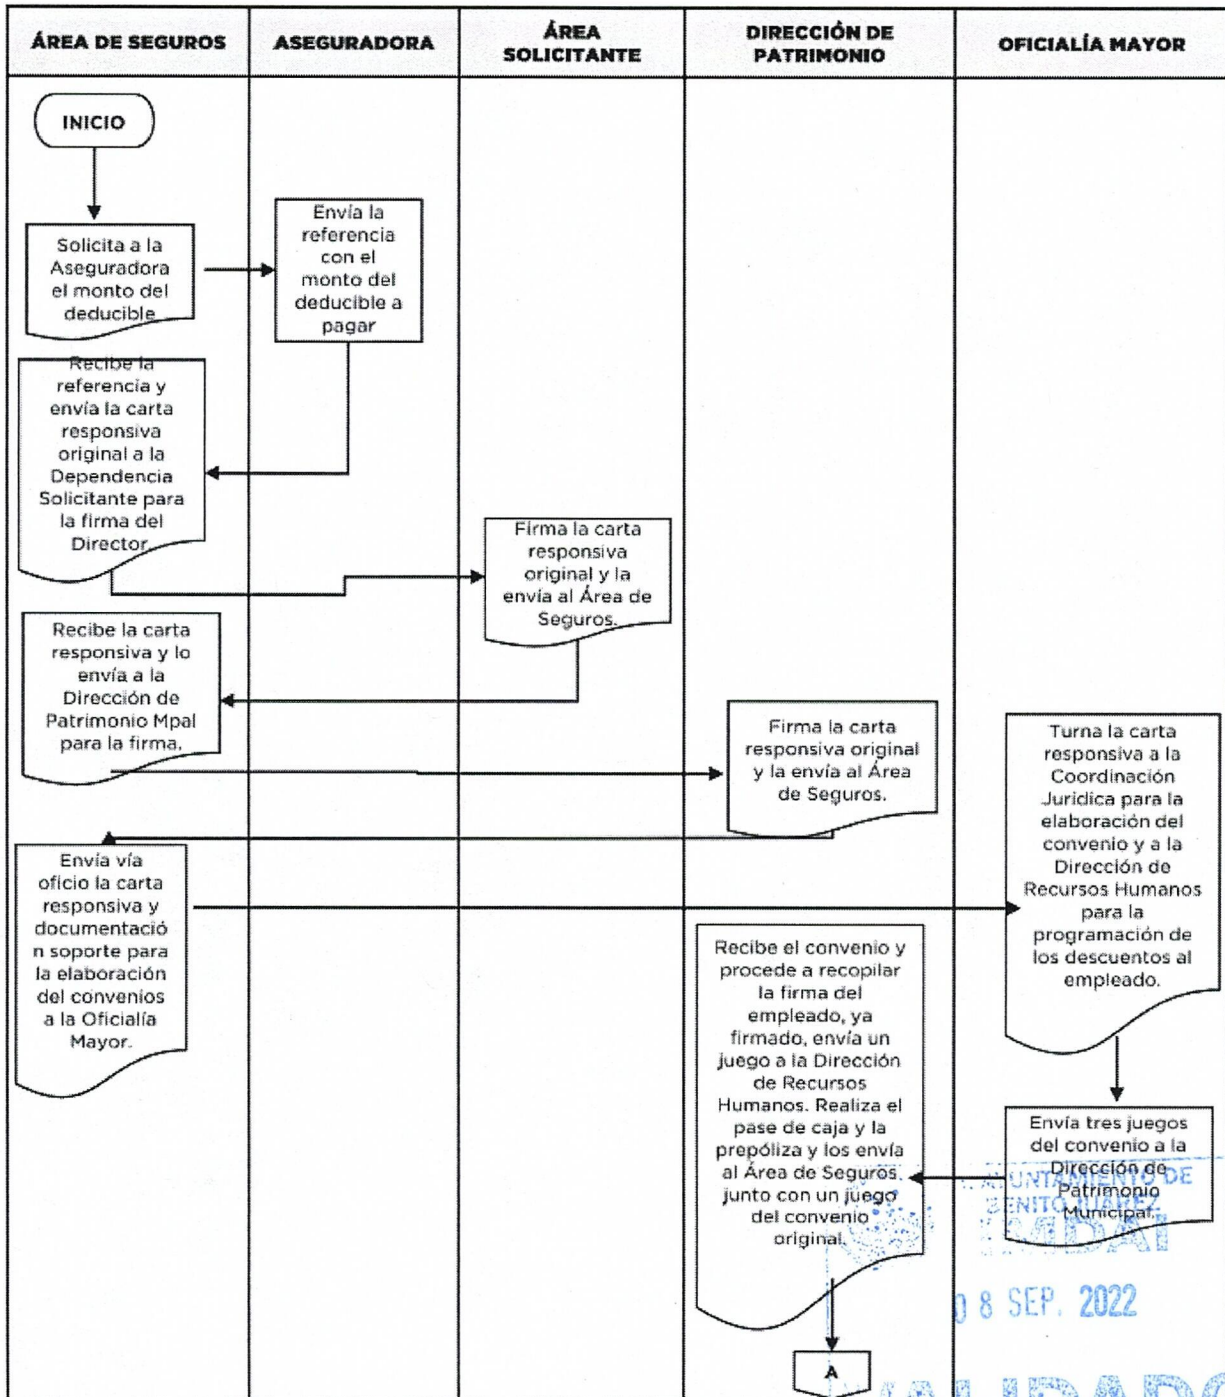 ÁREA DE SEGUROS
ASEGURADORA
ÁREA
SOLICITANTE
DIRECCIÓN DE
PATRIMONIO
OFICIALÍA MAYOR
INICIO
Solicita a la
Aseguradora
el monto del
deducible
Envía la
referencia
con el
monto del
deducible a
pagar
Recibe la
referencia y
envía la carta
responsiva
original a la
Dependencia
Solicitante para
la firma del
Director.
Firma la carta
responsiva
original y la
envía al Área de
Seguros.
Recibe la carta
responsiva y lo
envía a la
Dirección de
Patrimonio Mpal
para la firma.
Firma la carta
responsiva original
y la envía al Área
de Seguros.
Envía vía
oficio la carta
responsiva y
documentació
n soporte para
la elaboración
del convenios
a la Oficialía
Mayor.
Turna la carta
responsiva a la
Coordinación
Jurídica para la
elaboración del
convenio y a la
Dirección de
Recursos Humanos
para la
programación de
los descuentos al
empleado.
Envía tres juegos
del convenio a la
Dirección de
Patrimonio
Municipal.
Recibe el convenio y
procede a recopilar
la firma del
empleado, ya
firmado, envía un
juego a la Dirección
de Recursos
Humanos. Realiza el
pase de caja y la
prepóliza y los envía
al Área de Seguros
junto con un juego
del convenio
original.
A
AYUNTAMIENTO DE
BENITO JUÁREZ
IMDAI
08 SEP. 2022
VALIDADO